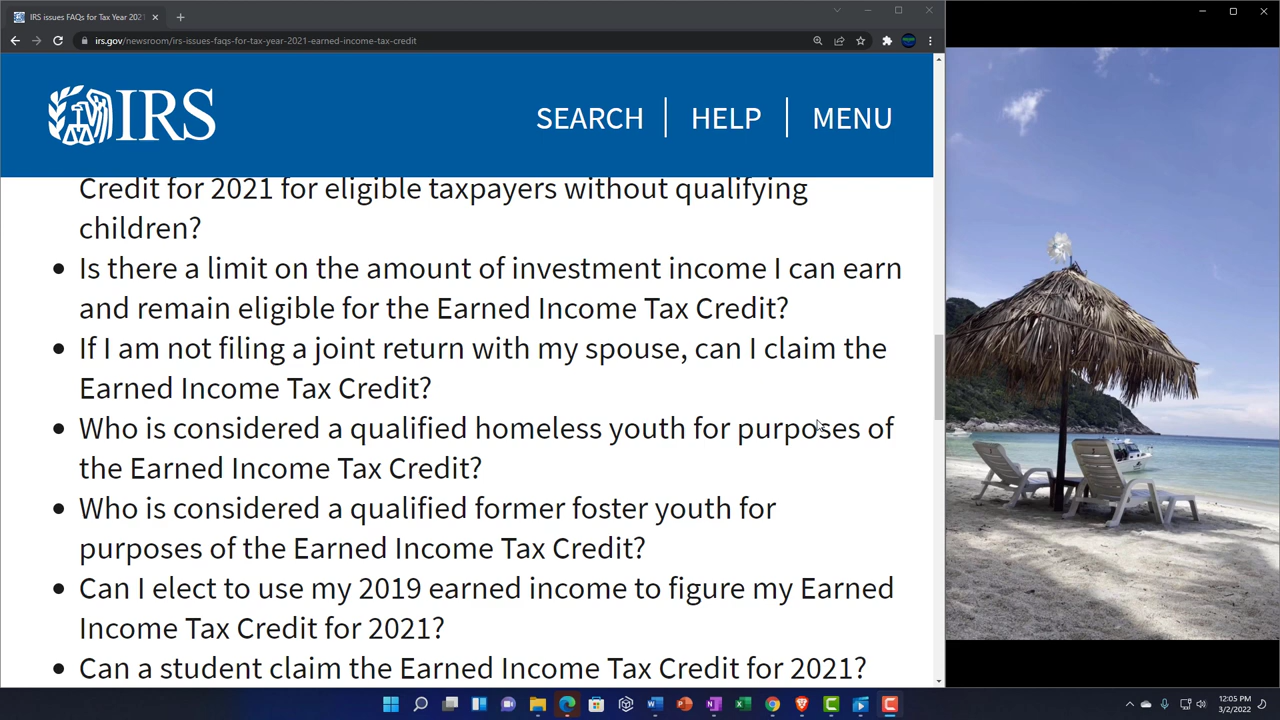 IRS issues FAQs for Tax Year 2021
irs.gov/newsroom/irs-issues-faqs-for-tax-year-2021-earned-income-tax-credit
IRS
SEARCH
HELP
MENU
Credit for 2021 for eligible taxpayers without qualifying
children?
• Is there a limit on the amount of investment income I can earn
and remain eligible for the Earned Income Tax Credit?
• If I am not filing a joint return with my spouse, can I claim the
Earned Income Tax Credit?
• Who is considered a qualified homeless youth for purposes of
the Earned Income Tax Credit?
• Who is considered a qualified former foster youth for
purposes of the Earned Income Tax Credit?
• Can I elect to use my 2019 earned income to figure my Earned
Income Tax Credit for 2021?
• Can a student claim the Earned Income Tax Credit for 2021?
12:05 PM
3/2/2022